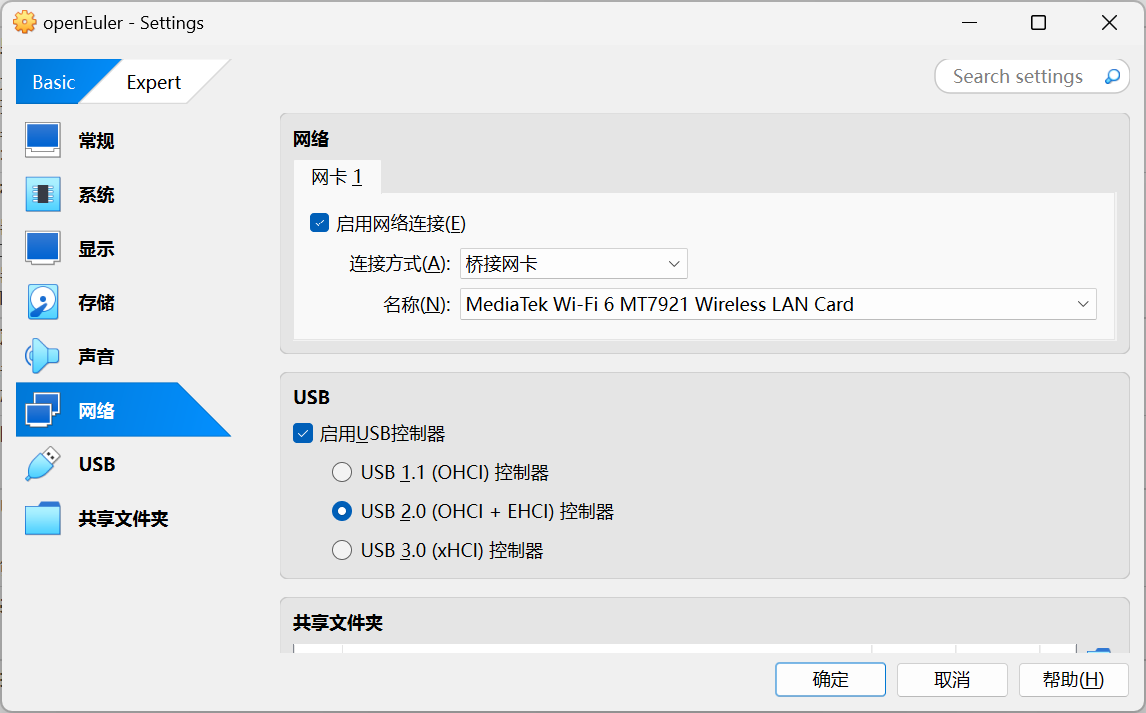 openEuler - Settings
Basic
Expert
Search settings
常规
系统
显示
存储
声音
网络
USB
共享文件夹
网络
网卡 1
启用网络连接(E)
连接方式(A): 桥接网卡
名称(N): MediaTek Wi-Fi 6 MT7921 Wireless LAN Card
USB
启用USB控制器
USB 1.1 (OHCI) 控制器
USB 2.0 (OHCI + EHCI) 控制器
USB 3.0 (xHCI) 控制器
共享文件夹
确定
取消
帮助(H)